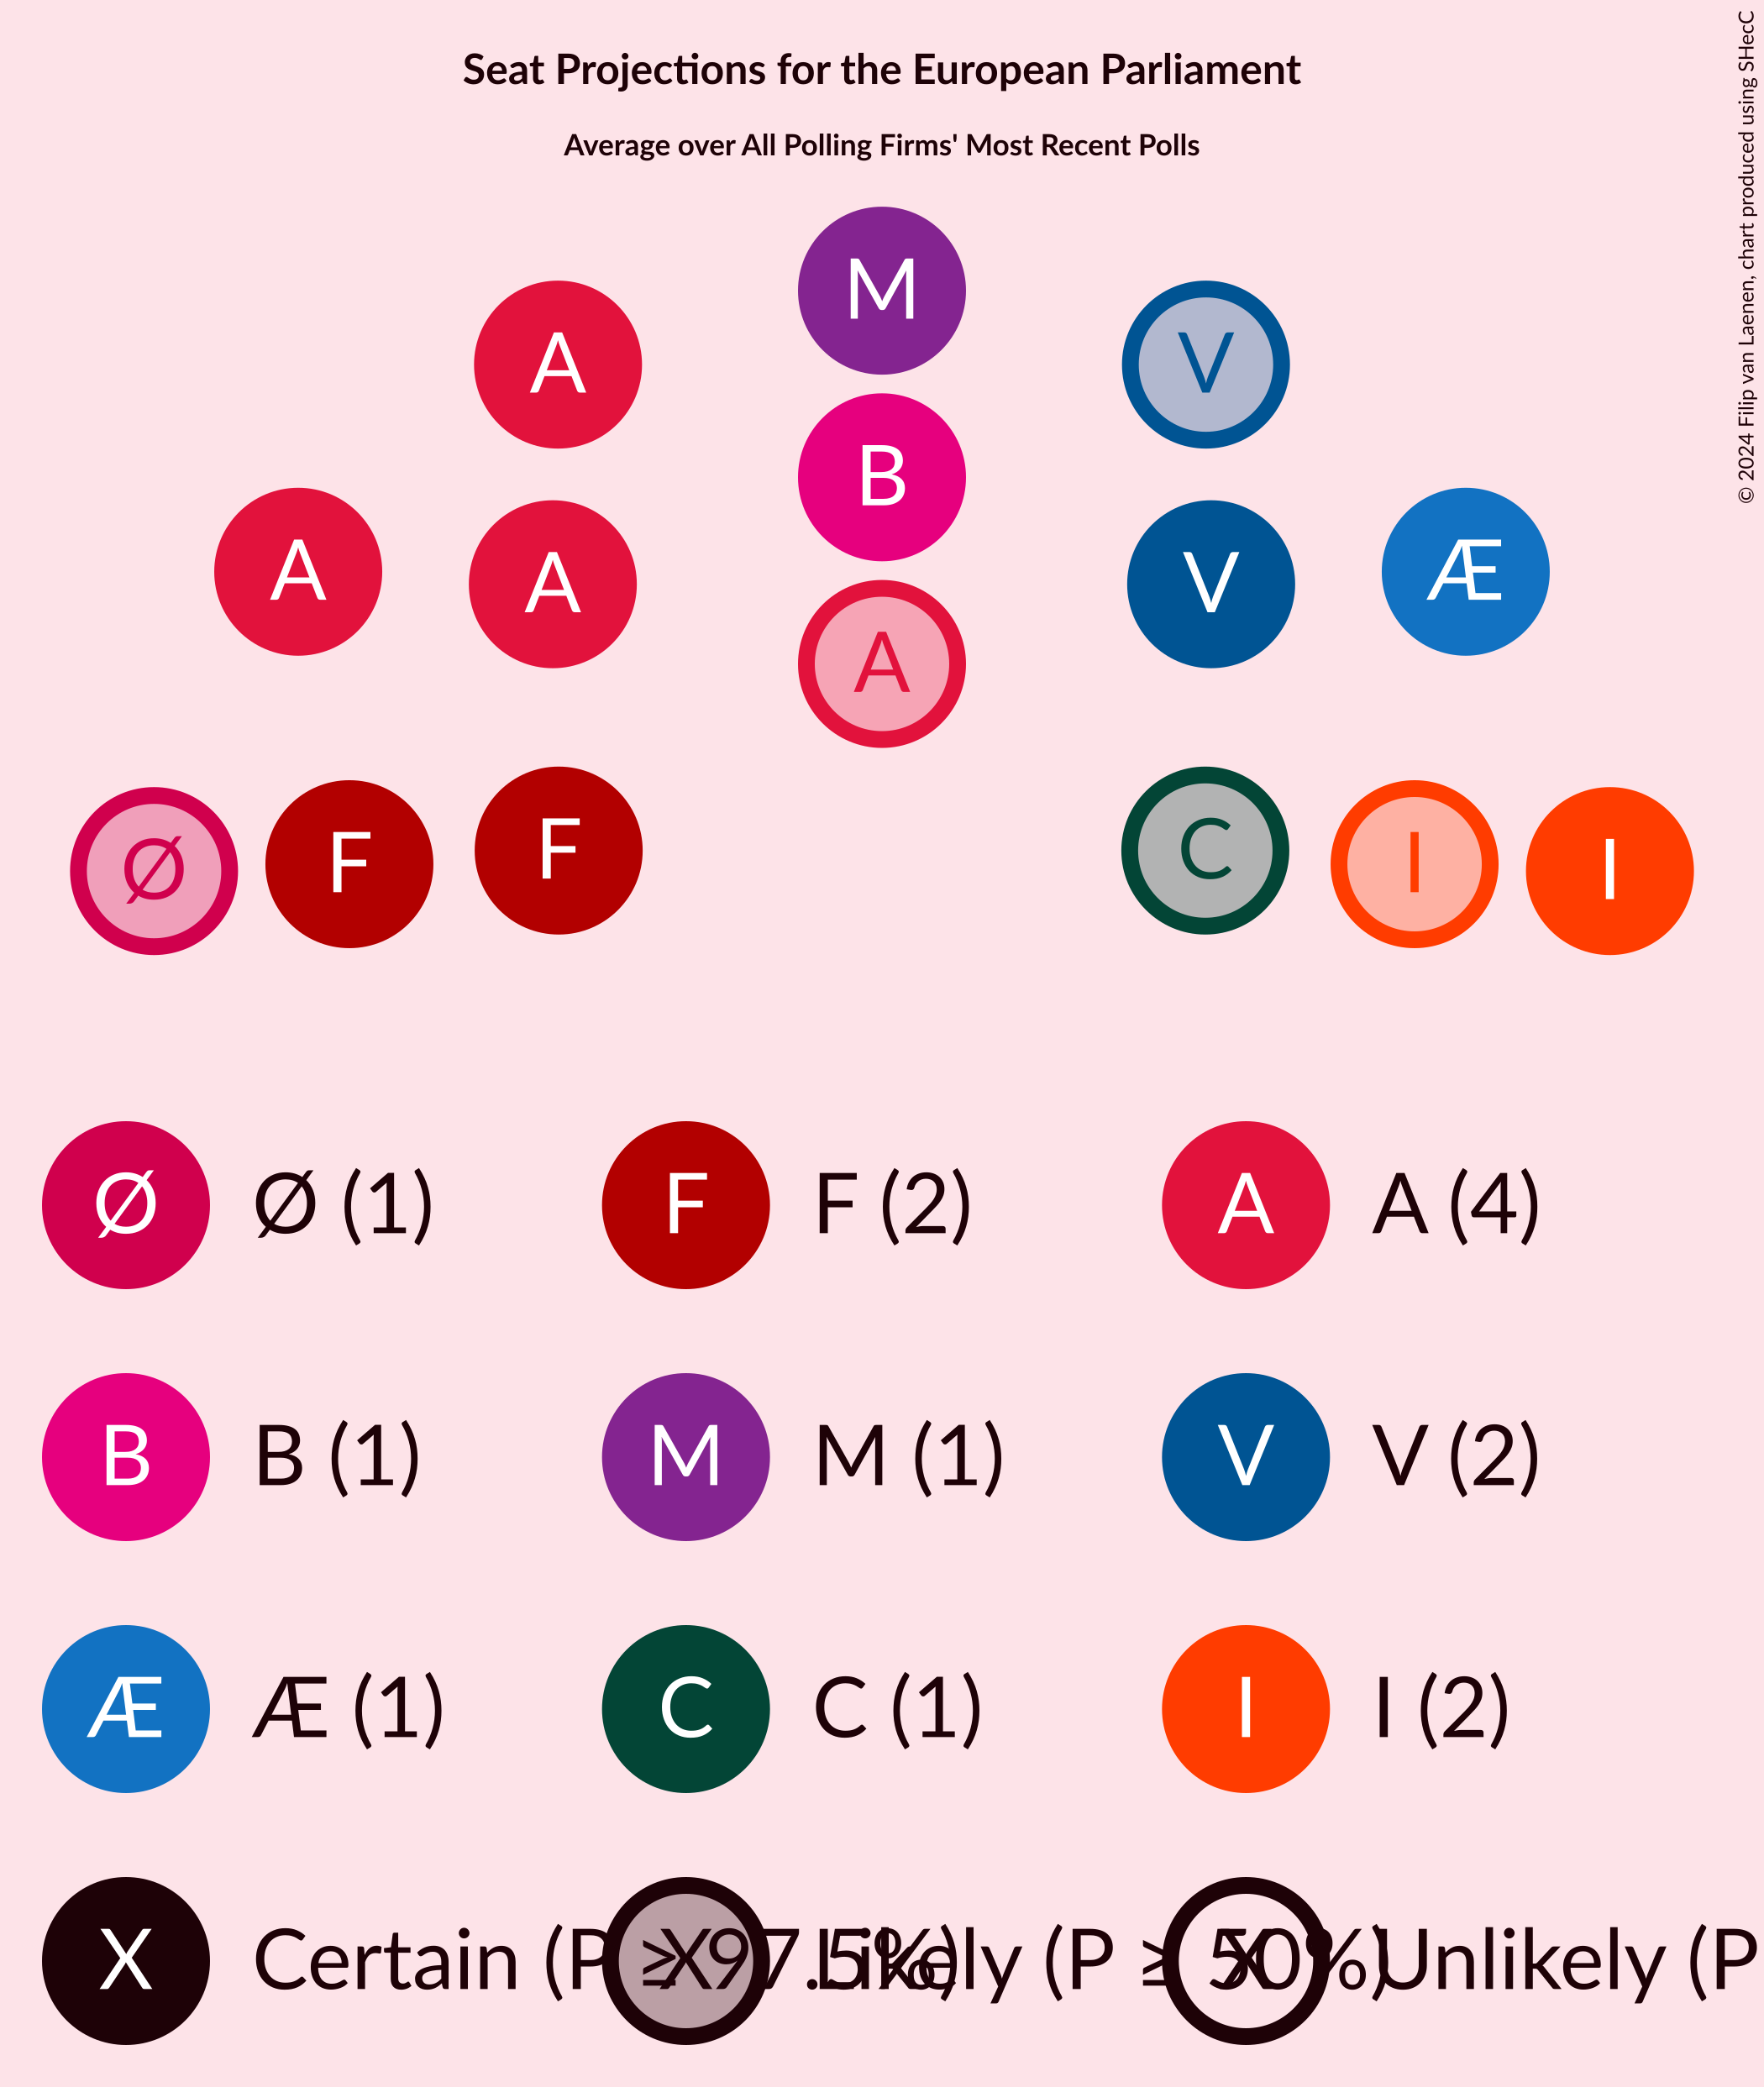 Seat Projections for the European Parliament
Average over All Polling Firms' Most Recent Polls
© 2024 Filip van Laenen, chart produced using SHecC
M
A V
B
A A V Æ
A
Ø F F C I I
Ø Ø (1) F F (2) A A (4)
B B (1) M M (1) V V (2)
Æ Æ (1) C C (1) I I (2)
X Certain (P ≥ 97.5%) X Likely (P ≥ 50%) X Unlikely (P